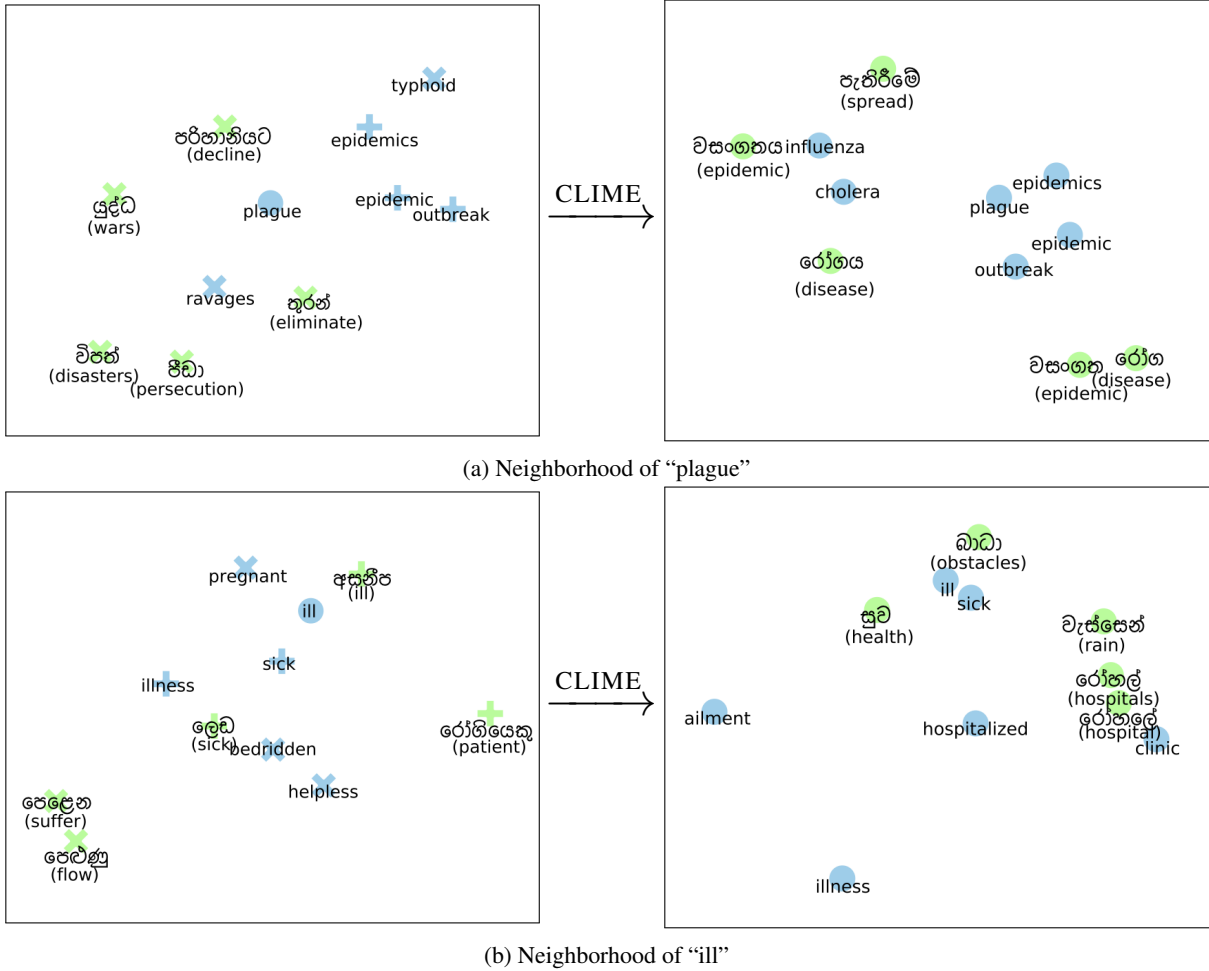 typhoid
epidemics
පරිහානියට
(decline)
යුද්ධ
(wars)
plague
epidemic
outbreak
ravages
තුරන්
(eliminate)
විපත්
(disasters)
පීඩා
(persecution)
CLIME
පැතිරීමේ
(spread)
වසංගතය
(epidemic)
influenza
cholera
epidemics
plague
epidemic
outbreak
රෝගය
(disease)
වසංගත
(epidemic)
රෝග
(disease)
(a) Neighborhood of “plague”
pregnant
අසනීප
(ill)
ill
sick
illness
ලෙඩ
(sick)
bedridden
රෝගියෙකු
(patient)
helpless
පෙළෙන
(suffer)
පෙළුණු
(flow)
CLIME
බාධා
(obstacles)
ill
sick
සුව
(health)
වැස්සෙන්
(rain)
රෝහල්
(hospitals)
රෝහලේ
(hospital)
clinic
ailment
hospitalized
illness
(b) Neighborhood of “ill”